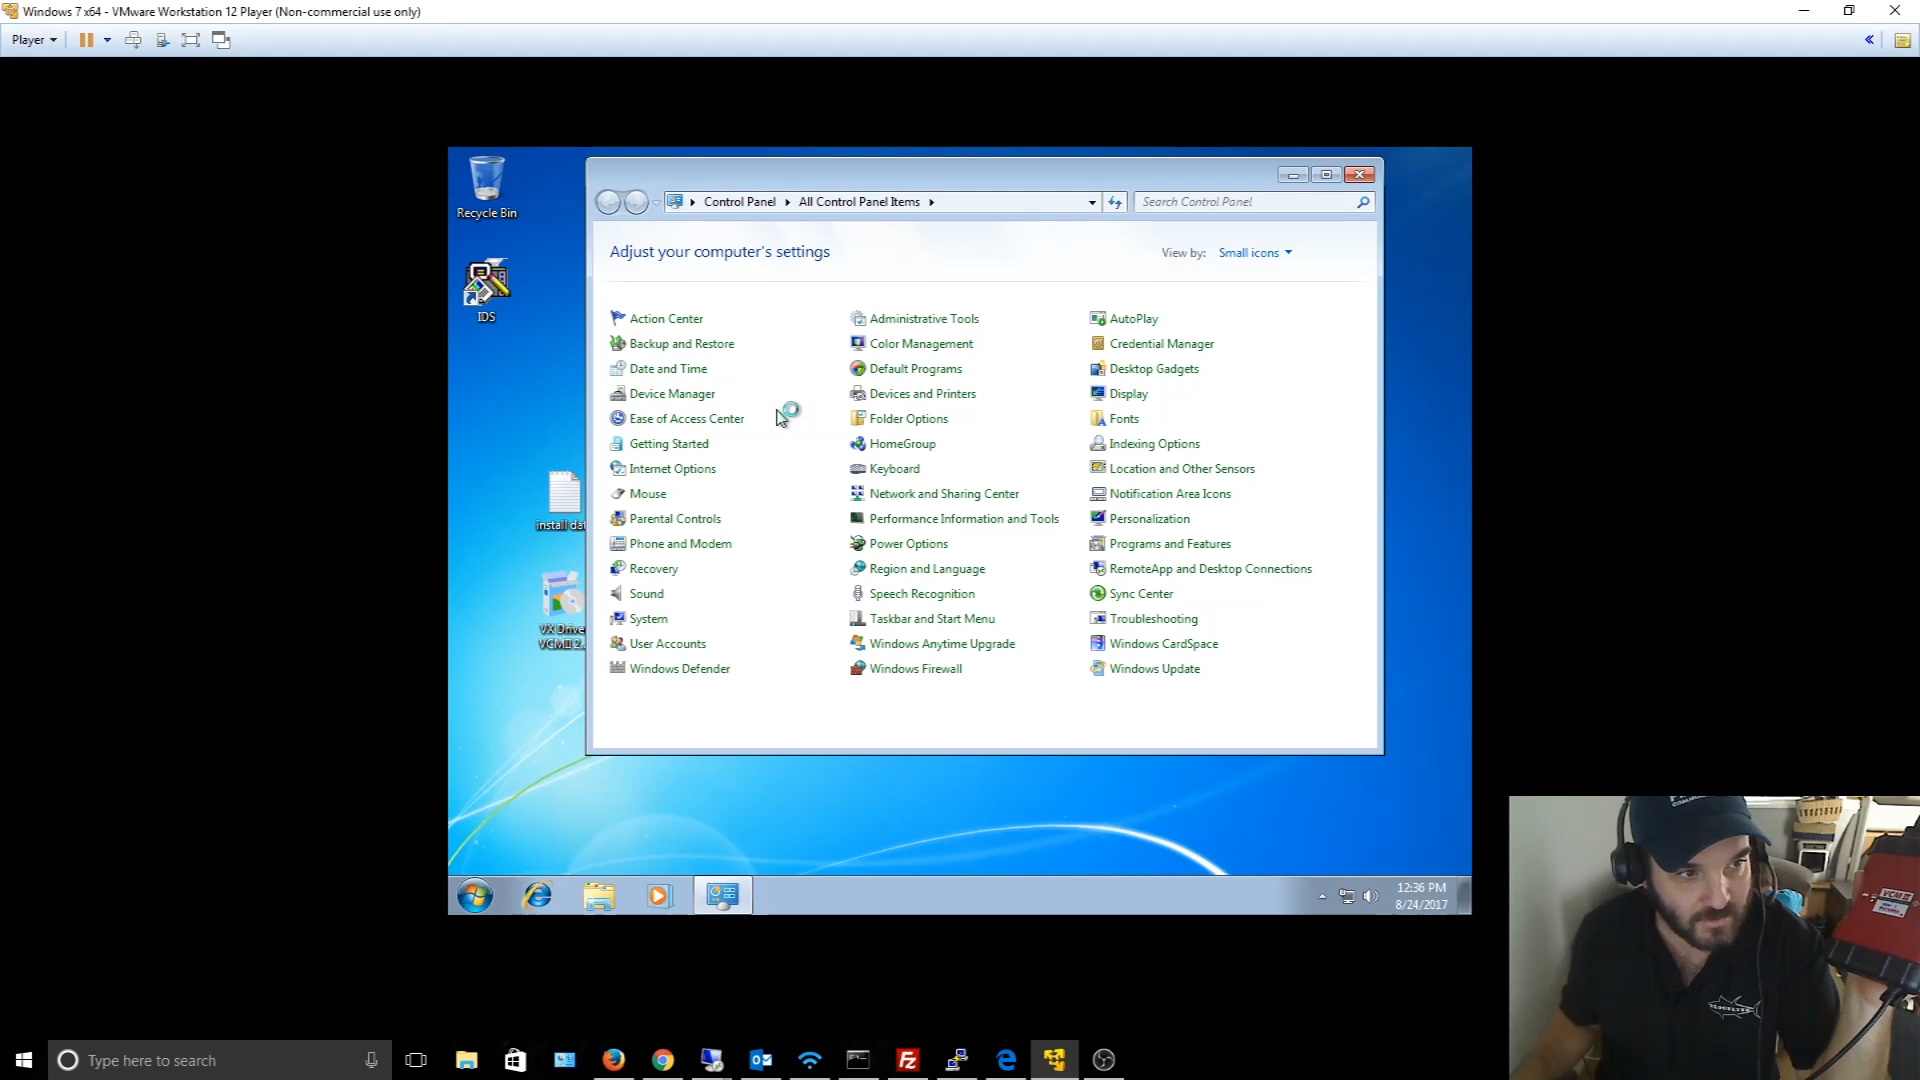 Windows 7 x64 - VMware Workstation 12 Player (Non-commercial use only)
Player
Recycle Bin
IDS
install dat
VX Drive
VCMII 2..
Control Panel
All Control Panel Items
Search Control Panel
Adjust your computer's settings
View by:
Small icons
Action Center
Administrative Tools
AutoPlay
Backup and Restore
Color Management
Credential Manager
Date and Time
Default Programs
Desktop Gadgets
Device Manager
Devices and Printers
Display
Ease of Access Center
Folder Options
Fonts
Getting Started
HomeGroup
Indexing Options
Internet Options
Keyboard
Location and Other Sensors
Mouse
Network and Sharing Center
Notification Area Icons
Parental Controls
Performance Information and Tools
Personalization
Phone and Modem
Power Options
Programs and Features
Recovery
Region and Language
RemoteApp and Desktop Connections
Sound
Speech Recognition
Sync Center
System
Taskbar and Start Menu
Troubleshooting
User Accounts
Windows Anytime Upgrade
Windows CardSpace
Windows Defender
Windows Firewall
Windows Update
12:36 PM
8/24/2017
VCM II
Type here to search